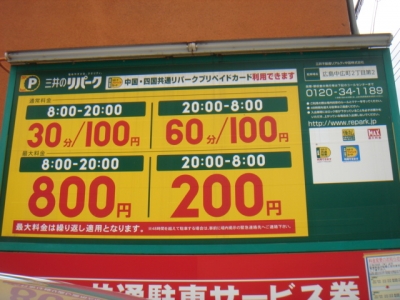 P 三井のリパーク
中国・四国共通リパークプリペイドカード利用できます
通常料金
8:00-20:00
30分/100円
20:00-8:00
60分/100円
最大料金
8:00-20:00
800円
20:00-8:00
200円
最大料金は繰り返し適用となります。
広島中広町2丁目第2
0120-34-1189
http://www.repark.jp
共通駐車サービス券